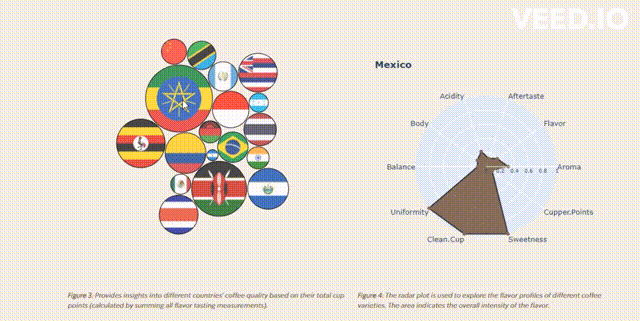 VEED.IO
Mexico
Acidity
Aftertaste
Body
Flavor
Balance
0.2 0.4 0.6 0.8 1
Aroma
Uniformity
Cupper.Points
Clean.Cup
Sweetness
Figure 3. Provides insights into different countries' coffee quality based on their total cup
points (calculated by summing all flavor tasting measurements).
Figure 4: The radar plot is used to explore the flavor profiles of different coffee
varieties. The area indicates the overall intensity of the flavor.